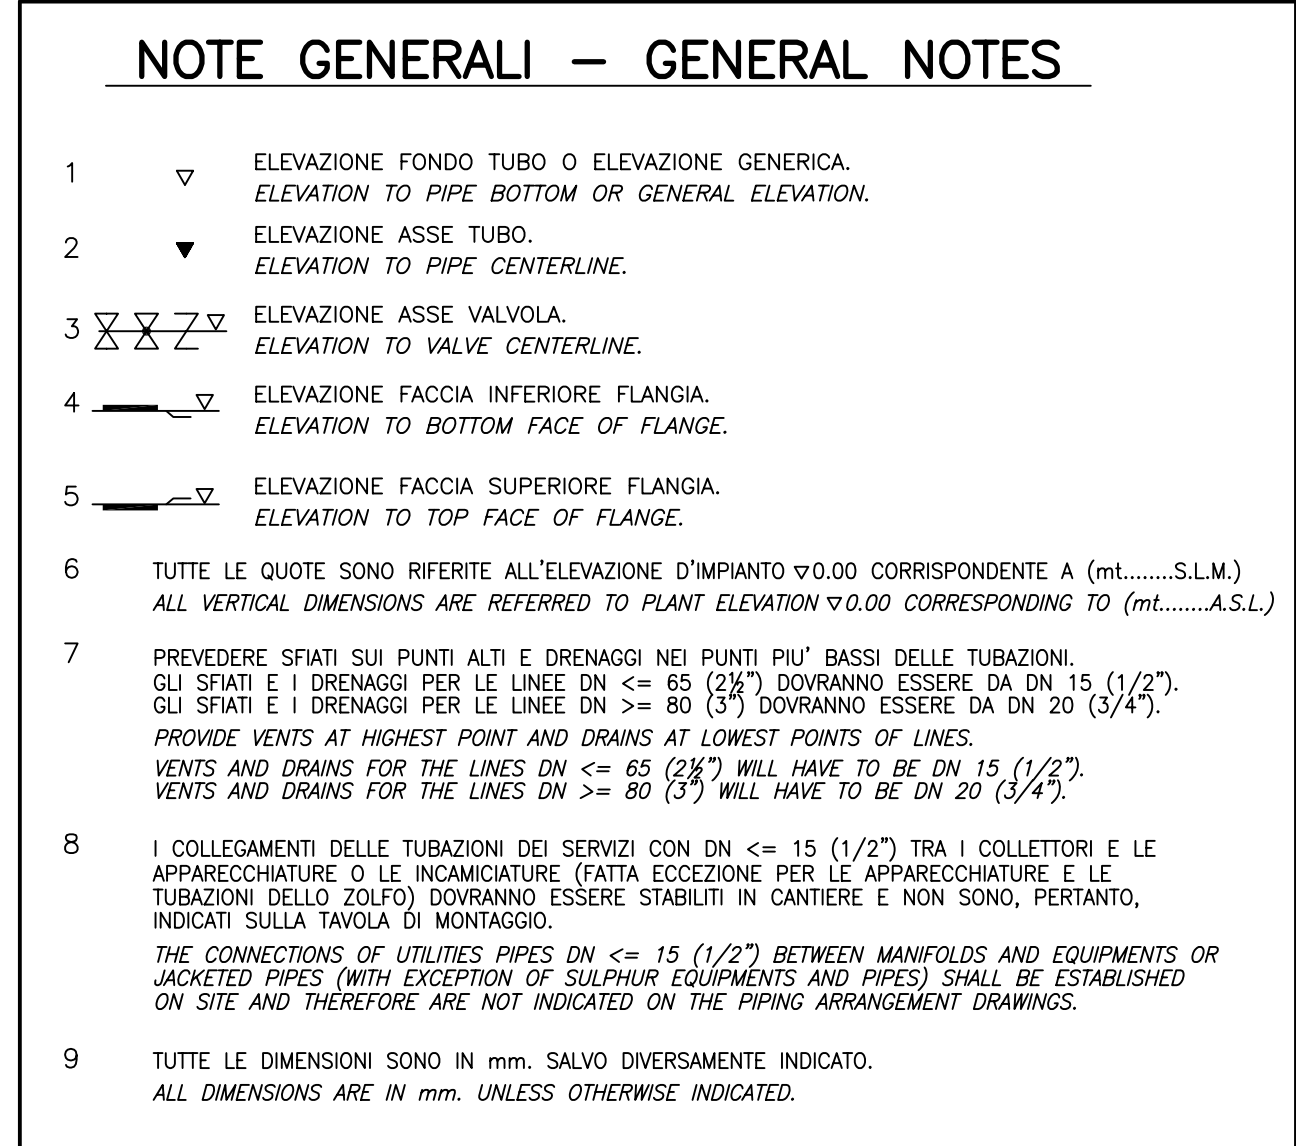 NOTE GENERALI – GENERAL NOTES
1 ▽ ELEVAZIONE FONDO TUBO O ELEVAZIONE GENERICA.
ELEVATION TO PIPE BOTTOM OR GENERAL ELEVATION.
2 ▼ ELEVAZIONE ASSE TUBO.
ELEVATION TO PIPE CENTERLINE.
3 ELEVAZIONE ASSE VALVOLA.
ELEVATION TO VALVE CENTERLINE.
4 ELEVAZIONE FACCIA INFERIORE FLANGIA.
ELEVATION TO BOTTOM FACE OF FLANGE.
5 ELEVAZIONE FACCIA SUPERIORE FLANGIA.
ELEVATION TO TOP FACE OF FLANGE.
6 TUTTE LE QUOTE SONO RIFERITE ALL'ELEVAZIONE D'IMPIANTO ▽0.00 CORRISPONDENTE A (mt........S.L.M.)
ALL VERTICAL DIMENSIONS ARE REFERRED TO PLANT ELEVATION ▽0.00 CORRESPONDING TO (mt........A.S.L.)
7 PREVEDERE SFIATI SUI PUNTI ALTI E DRENAGGI NEI PUNTI PIU' BASSI DELLE TUBAZIONI.
GLI SFIATI E I DRENAGGI PER LE LINEE DN <= 65 (2½") DOVRANNO ESSERE DA DN 15 (1/2").
GLI SFIATI E I DRENAGGI PER LE LINEE DN >= 80 (3") DOVRANNO ESSERE DA DN 20 (3/4").
PROVIDE VENTS AT HIGHEST POINT AND DRAINS AT LOWEST POINTS OF LINES.
VENTS AND DRAINS FOR THE LINES DN <= 65 (2½") WILL HAVE TO BE DN 15 (1/2").
VENTS AND DRAINS FOR THE LINES DN >= 80 (3") WILL HAVE TO BE DN 20 (3/4").
8 I COLLEGAMENTI DELLE TUBAZIONI DEI SERVIZI CON DN <= 15 (1/2") TRA I COLLETTORI E LE
APPARECCHIATURE O LE INCAMICIATURE (FATTA ECCEZIONE PER LE APPARECCHIATURE E LE
TUBAZIONI DELLO ZOLFO) DOVRANNO ESSERE STABILITI IN CANTIERE E NON SONO, PERTANTO,
INDICATI SULLA TAVOLA DI MONTAGGIO.
THE CONNECTIONS OF UTILITIES PIPES DN <= 15 (1/2") BETWEEN MANIFOLDS AND EQUIPMENTS OR
JACKETED PIPES (WITH EXCEPTION OF SULPHUR EQUIPMENTS AND PIPES) SHALL BE ESTABLISHED
ON SITE AND THEREFORE ARE NOT INDICATED ON THE PIPING ARRANGEMENT DRAWINGS.
9 TUTTE LE DIMENSIONI SONO IN mm. SALVO DIVERSAMENTE INDICATO.
ALL DIMENSIONS ARE IN mm. UNLESS OTHERWISE INDICATED.